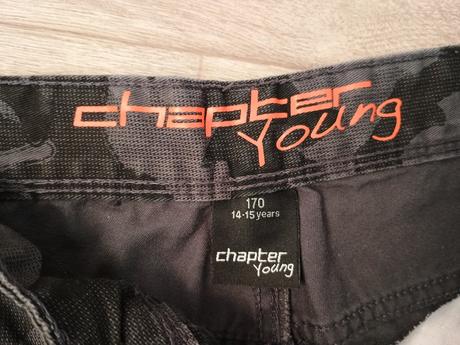 chapter
Young
170
14-15 years
chapter
young